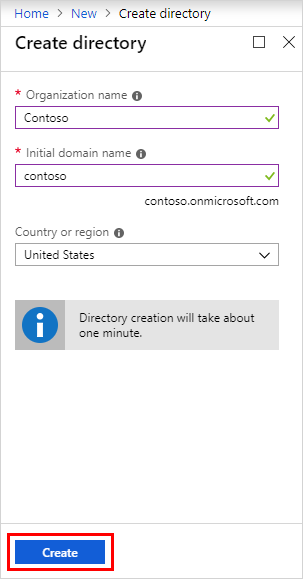 Home > New > Create directory
Create directory
* Organization name
Contoso
* Initial domain name
contoso
contoso.onmicrosoft.com
Country or region
United States
Directory creation will take about
one minute.
Create